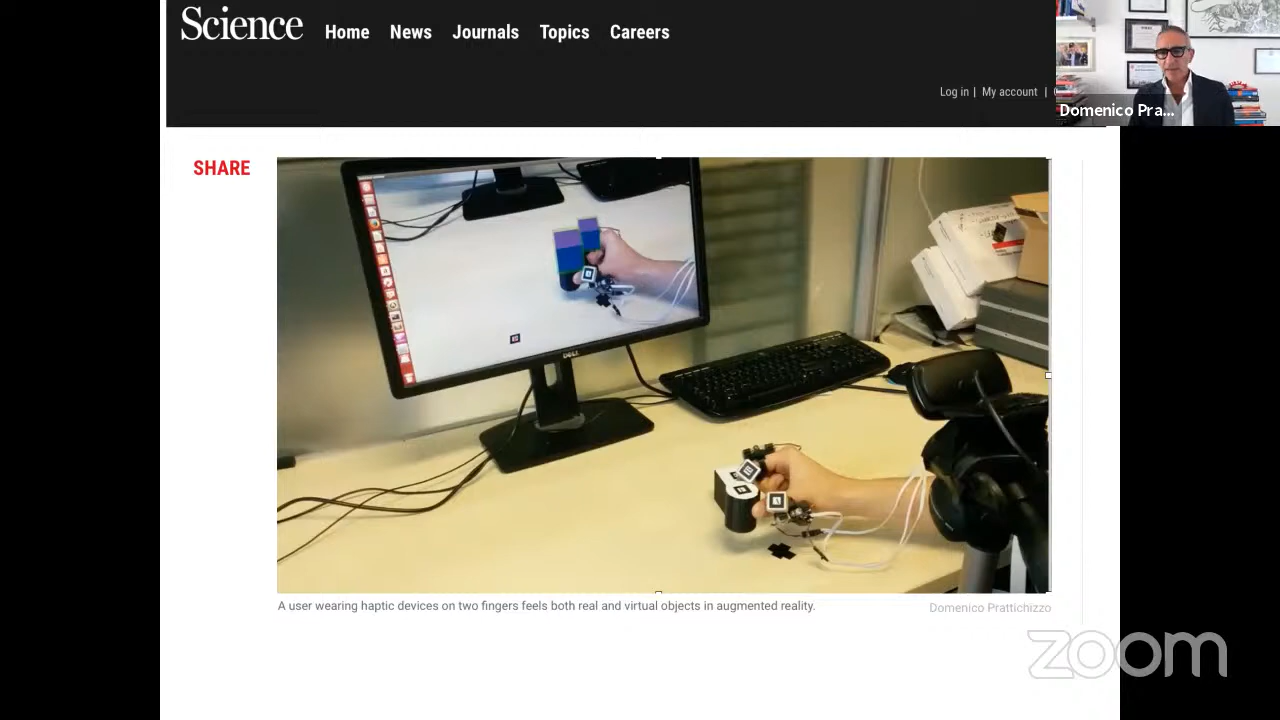 Science
Home News Journals Topics Careers
Log in | My account |
Domenico Pra...
SHARE
DELL
A user wearing haptic devices on two fingers feels both real and virtual objects in augmented reality.
Domenico Prattichizzo
zoom